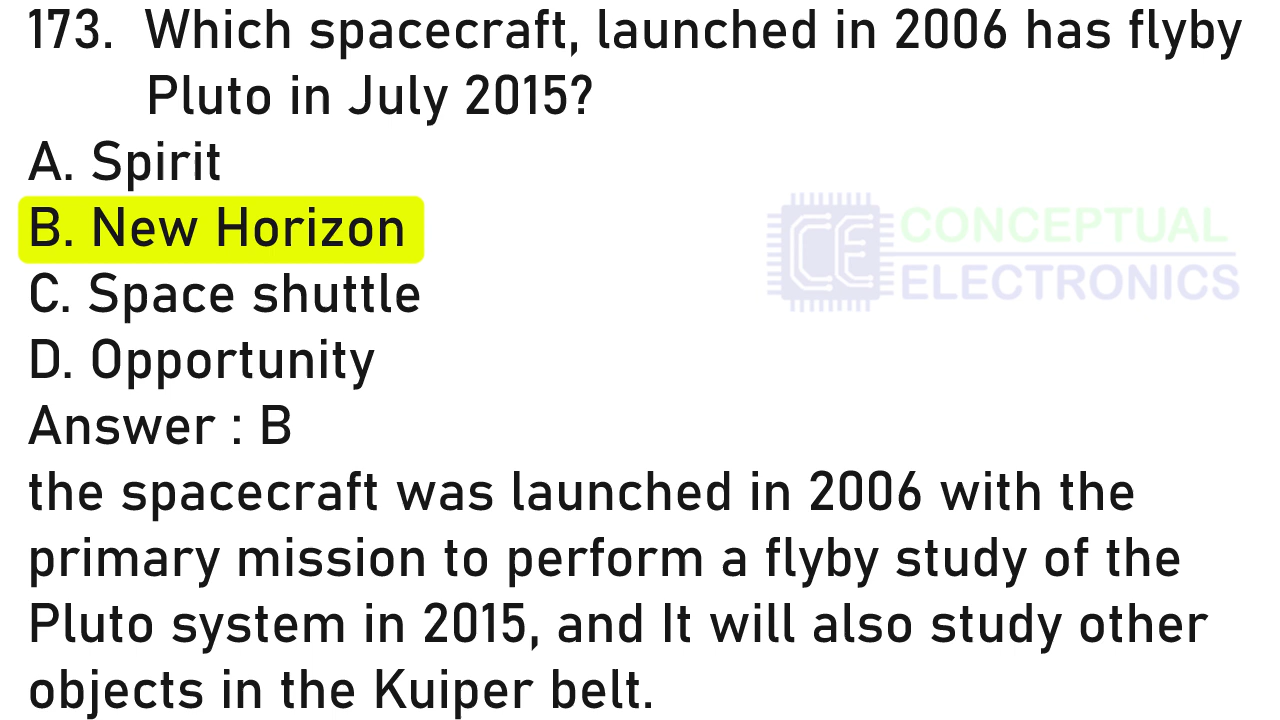 173. Which spacecraft, launched in 2006 has flyby
Pluto in July 2015?
A. Spirit
B. New Horizon
C. Space shuttle
D. Opportunity
Answer : B
the spacecraft was launched in 2006 with the
primary mission to perform a flyby study of the
Pluto system in 2015, and It will also study other
objects in the Kuiper belt.
CE CONCEPTUAL
ELECTRONICS